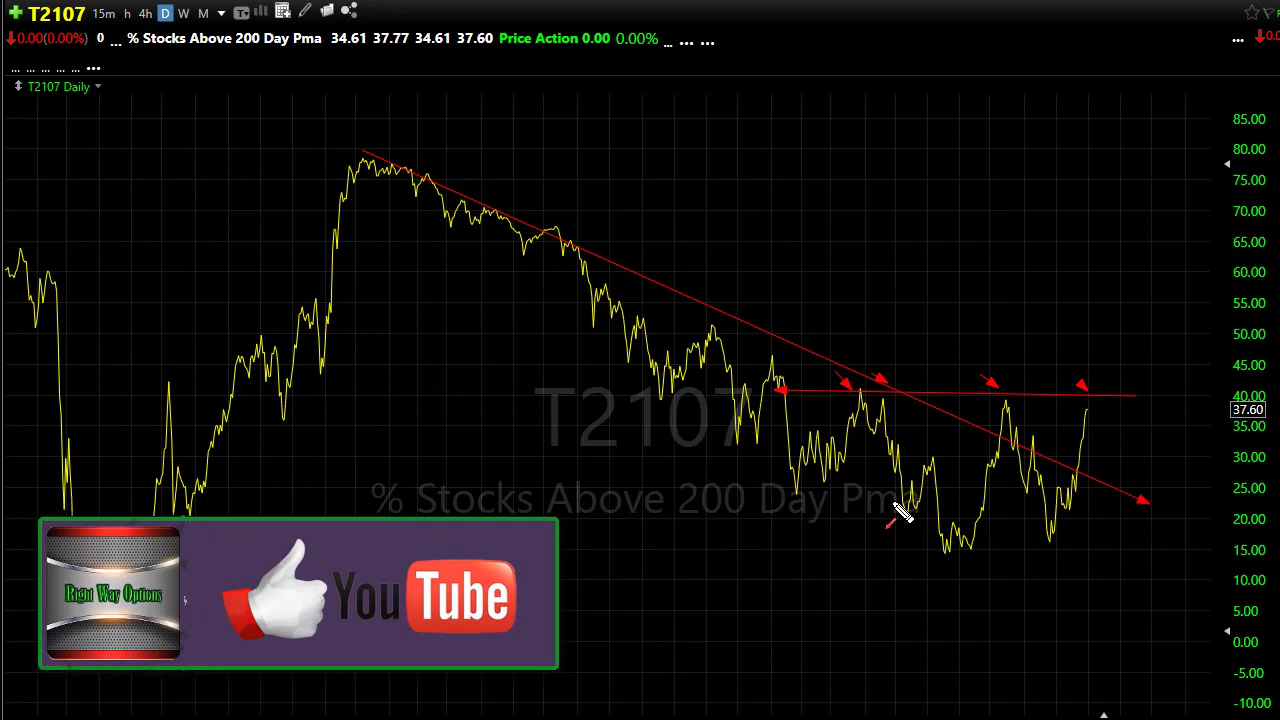 T2107 15m h 4h D W M T
0.00(0.00%) 0 ... % Stocks Above 200 Day Pma 34.61 37.77 34.61 37.60 Price Action 0.00 0.00% ... ... ... ... 0.0
... ... ... ... ... ...
T2107 Daily
85.00
80.00
75.00
70.00
65.00
60.00
55.00
50.00
45.00
40.00
37.60
35.00
30.00
25.00
20.00
15.00
10.00
5.00
0.00
-5.00
-10.00
T2107
% Stocks Above 200 Day Pma
Right Way Options
YouTube